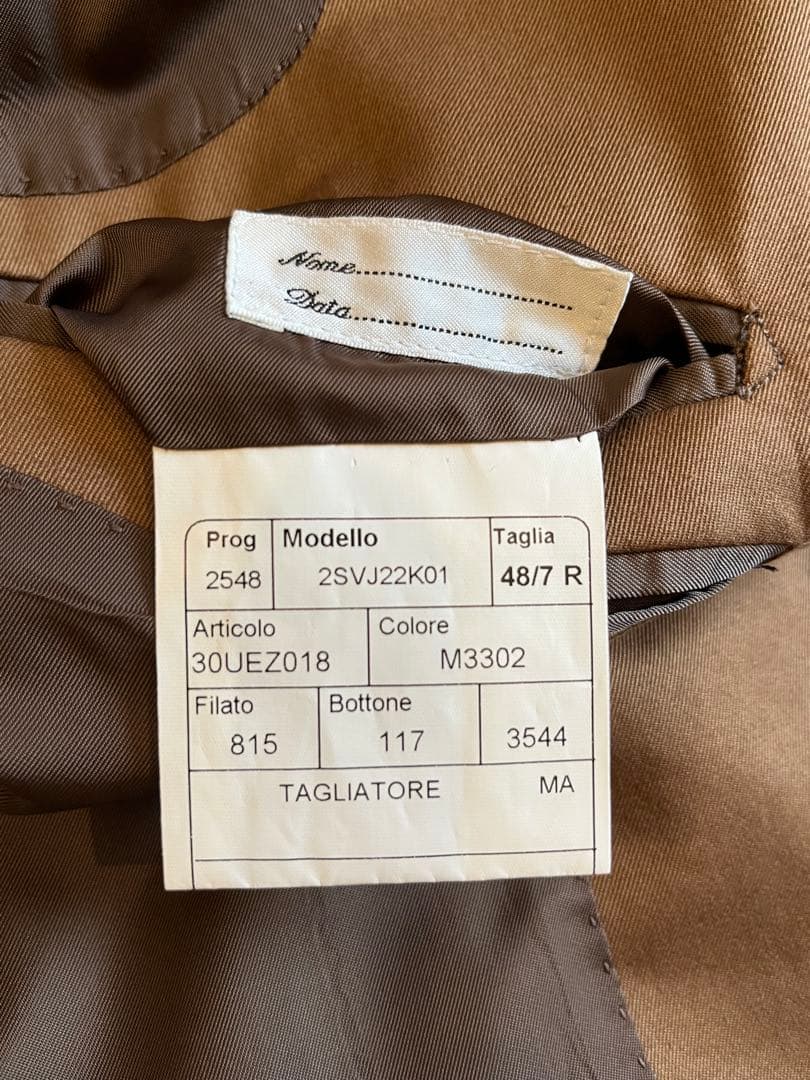 Nome
Data
Prog Modello Taglia
2548 2SVJ22K01 48/7 R
Articolo Colore
30UEZ018 M3302
Filato Bottone
815 117 3544
TAGLIATORE MA